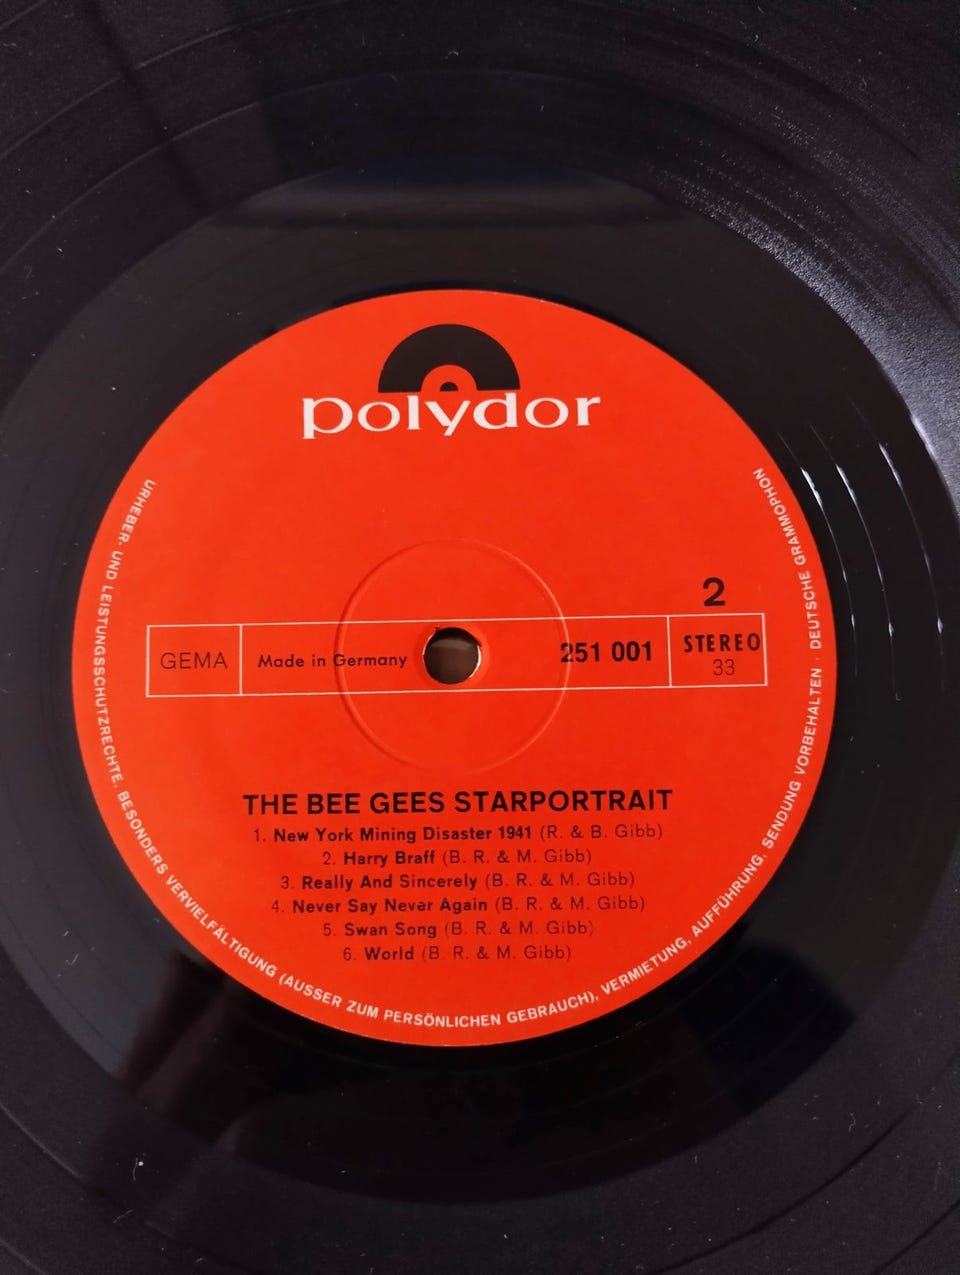 polydor
2
GEMA
Made in Germany
251 001
STEREO
33
THE BEE GEES STARPORTRAIT
1. New York Mining Disaster 1941 (R. & B. Gibb)
2. Harry Braff (B. R. & M. Gibb)
3. Really And Sincerely (B. R. & M. Gibb)
4. Never Say Never Again (B. R. & M. Gibb)
5. Swan Song (B. R. & M. Gibb)
6. World (B. R. & M. Gibb)
URHEBER- UND LEISTUNGSSCHUTZRECHTE, BESONDERS VERVIELFÄLTIGUNG (AUSSER ZUM PERSÖNLICHEN GEBRAUCH), VERMIETUNG, AUFFÜHRUNG, SENDUNG VORBEHALTEN . DEUTSCHE GRAMMOPHON